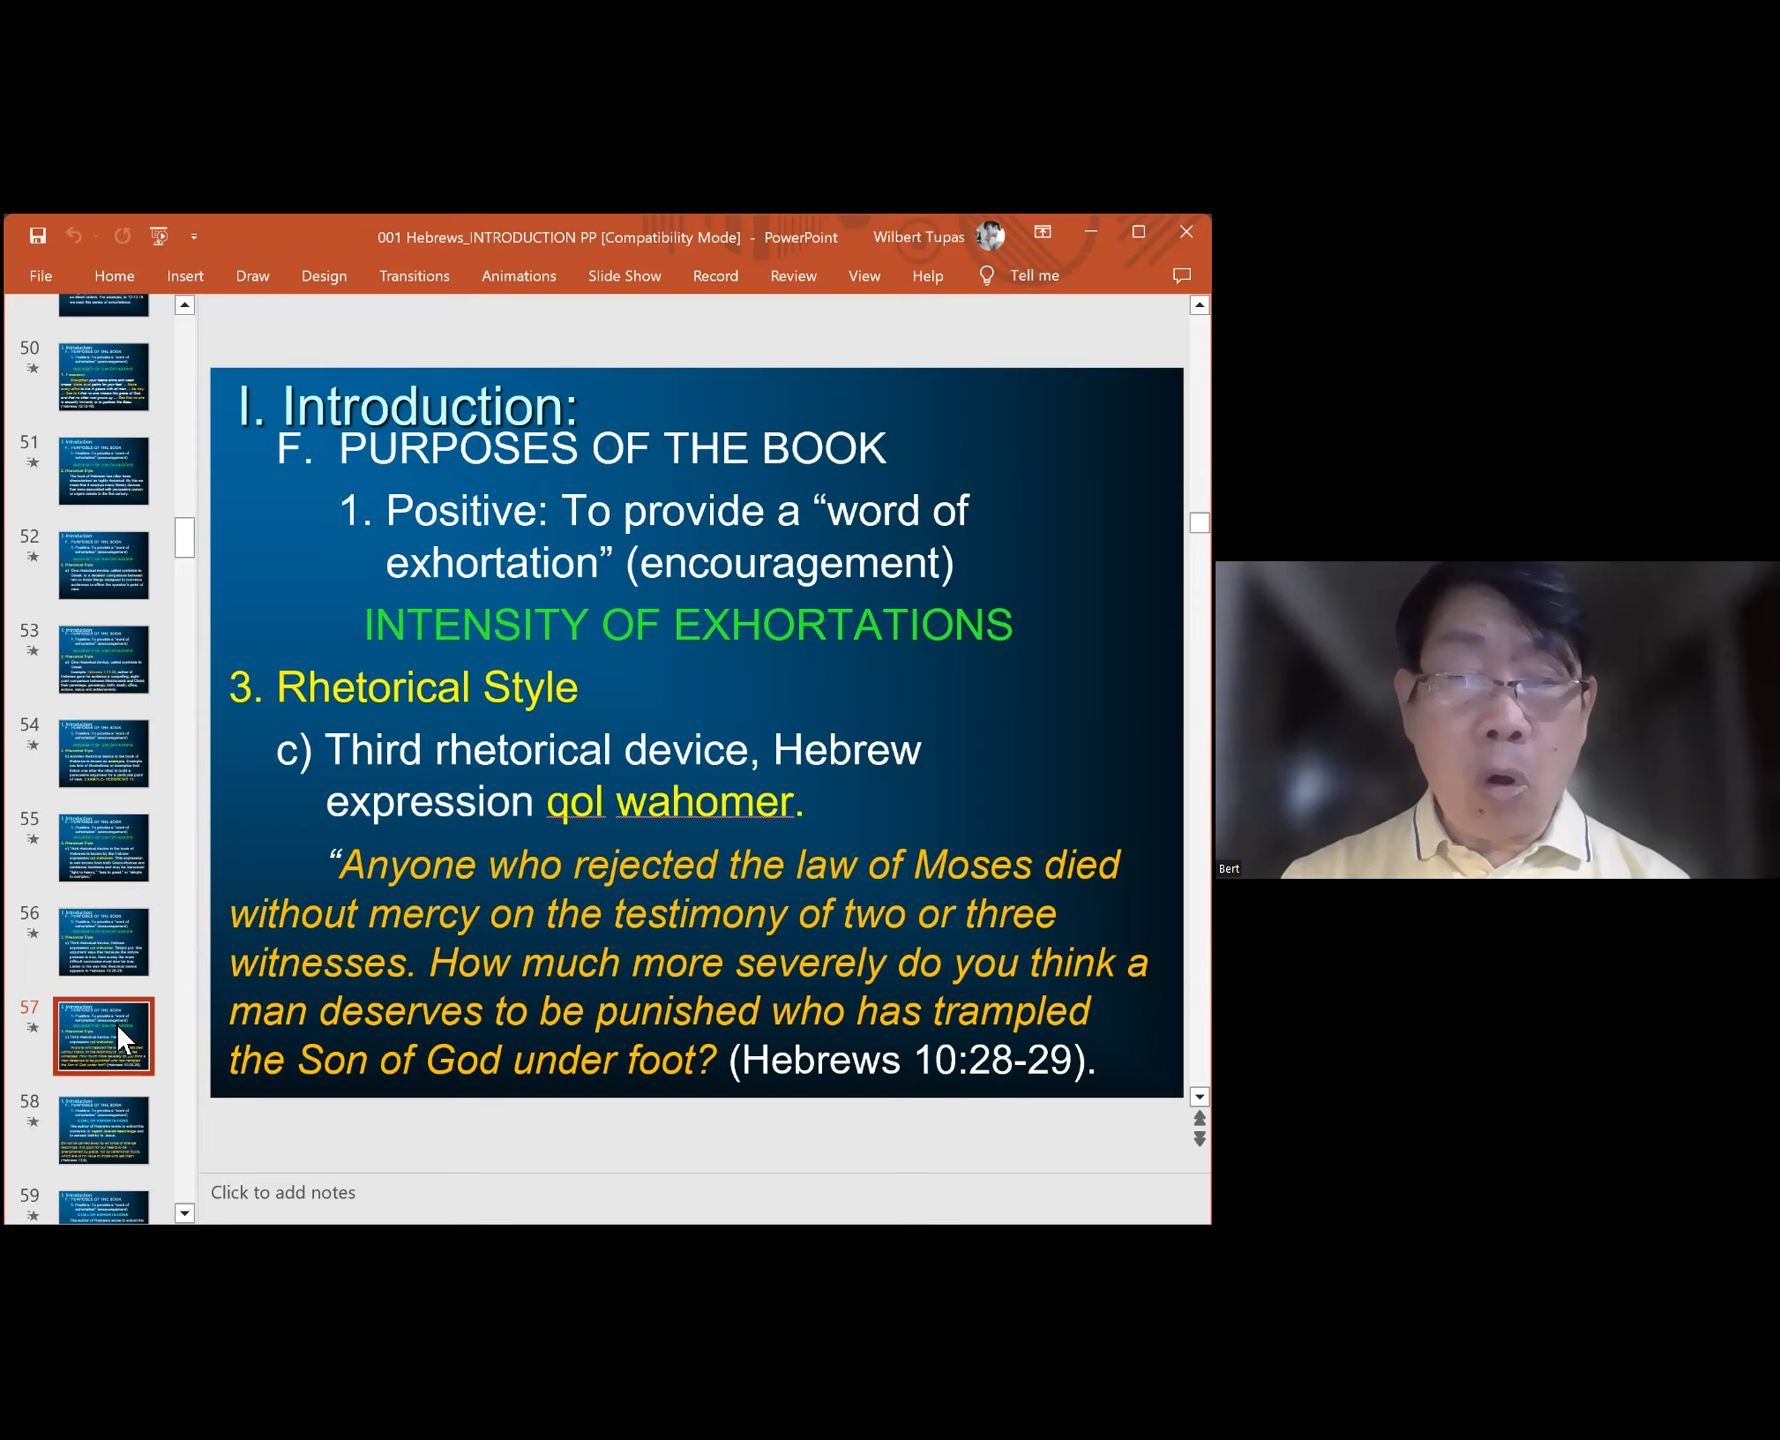 001 Hebrews_INTRODUCTION PP [Compatibility Mode] - PowerPoint
Wilbert Tupas
File Home Insert Draw Design Transitions Animations Slide Show Record Review View Help Tell me
50
51
52
53
54
55
56
57
58
59
I. Introduction:
F. PURPOSES OF THE BOOK
1. Positive: To provide a “word of
exhortation” (encouragement)
INTENSITY OF EXHORTATIONS
3. Rhetorical Style
c) Third rhetorical device, Hebrew
expression qol wahomer.
“Anyone who rejected the law of Moses died
without mercy on the testimony of two or three
witnesses. How much more severely do you think a
man deserves to be punished who has trampled
the Son of God under foot? (Hebrews 10:28-29).
Click to add notes
Bert